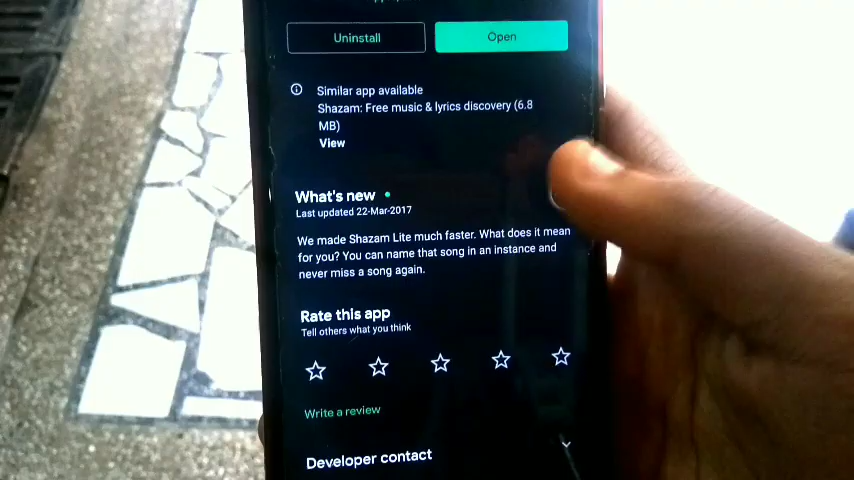 Uninstall
Open
Similar app available
Shazam: Free music & lyrics discovery (6.8
MB)
View
What's new
Last updated 22-Mar-2017
We made Shazam Lite much faster. What does it mean
for you? You can name that song in an instance and
never miss a song again.
Rate this app
Tell others what you think
Write a review
Developer contact